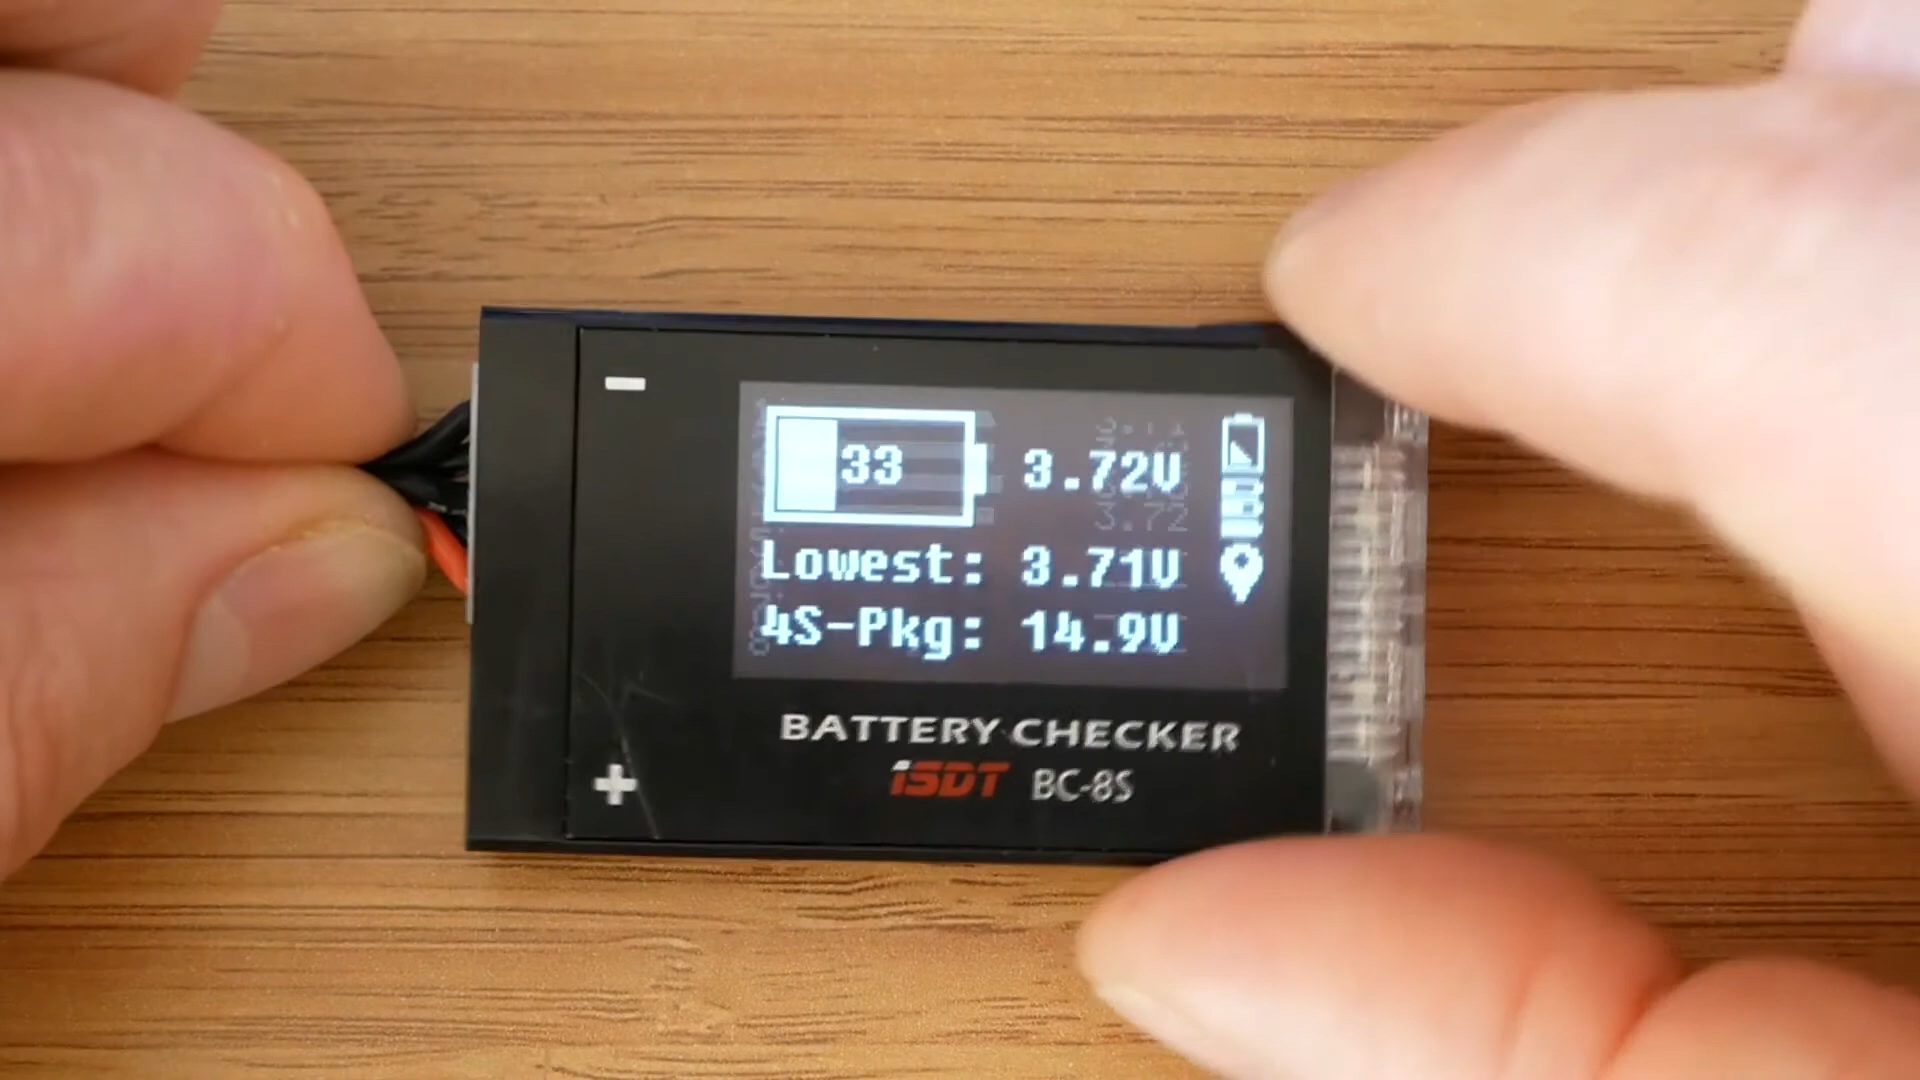 33 3.72V
Lowest: 3.71V
4S-Pkg: 14.9V
BATTERY CHECKER
iSDT BC-8S